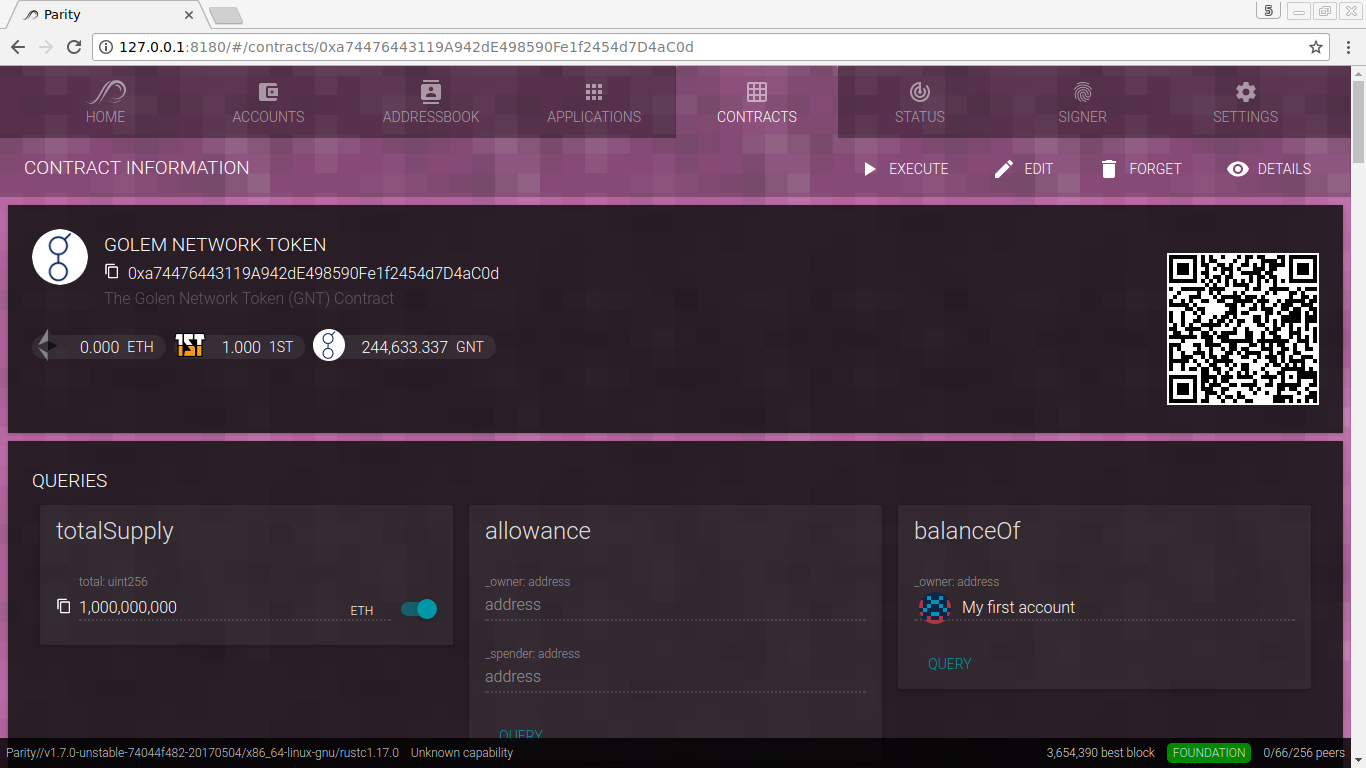 Parity
5
127.0.0.1:8180/#/contracts/0xa74476443119A942dE498590Fe1f2454d7D4aC0d
HOME ACCOUNTS ADDRESSBOOK APPLICATIONS CONTRACTS STATUS SIGNER SETTINGS
CONTRACT INFORMATION EXECUTE EDIT FORGET DETAILS
GOLEM NETWORK TOKEN
0xa74476443119A942dE498590Fe1f2454d7D4aC0d
The Golen Network Token (GNT) Contract
0.000 ETH 1ST 1.000 1ST 244,633.337 GNT
QUERIES
totalSupply
total: uint256
1,000,000,000 ETH
allowance
_owner: address
address
_spender: address
address
QUERY
balanceOf
_owner: address
My first account
QUERY
Parity//v1.7.0-unstable-74044f482-20170504/x86_64-linux-gnu/rustc1.17.0 Unknown capability 3,654,390 best block FOUNDATION 0/66/256 peers